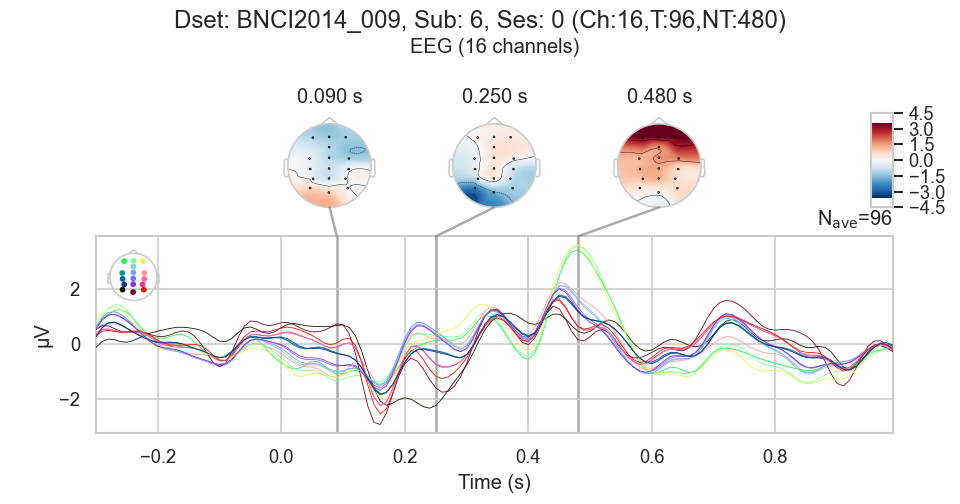 Dset: BNCI2014_009, Sub: 6, Ses: 0 (Ch:16,T:96,NT:480)
EEG (16 channels)
0.090 s 0.250 s 0.480 s
4.5
3.0
1.5
0.0
−1.5
−3.0
−4.5
Nave=96
µV
2
0
−2
−0.2 0.0 0.2 0.4 0.6 0.8
Time (s)